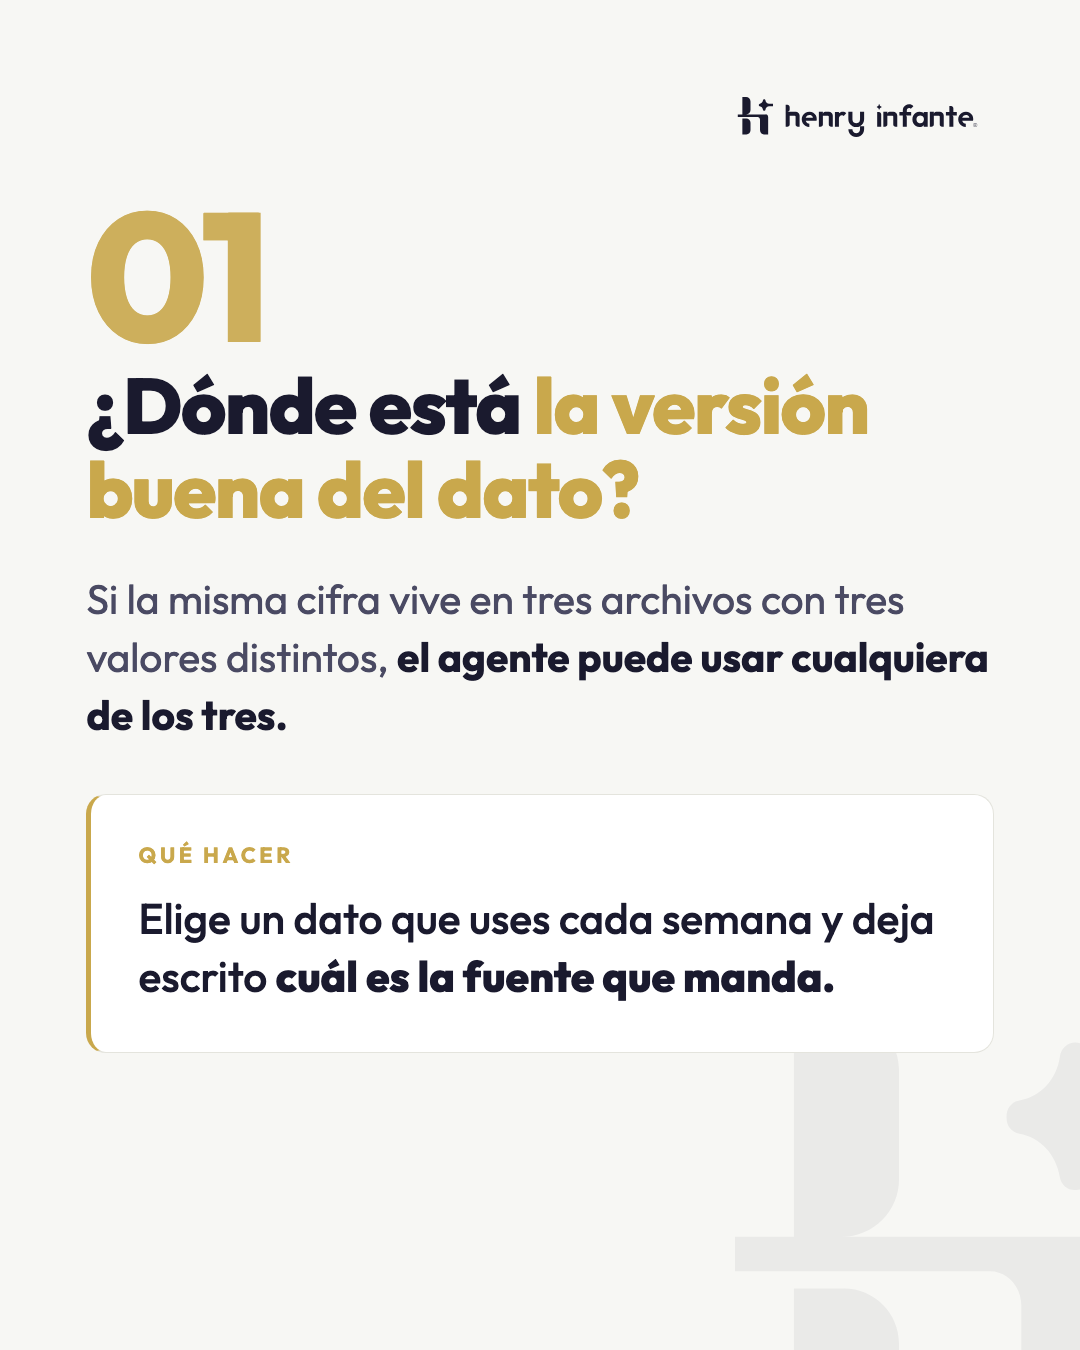 henry infante
01
¿Dónde está la versión
buena del dato?
Si la misma cifra vive en tres archivos con tres
valores distintos, el agente puede usar cualquiera
de los tres.
QUÉ HACER
Elige un dato que uses cada semana y deja
escrito cuál es la fuente que manda.